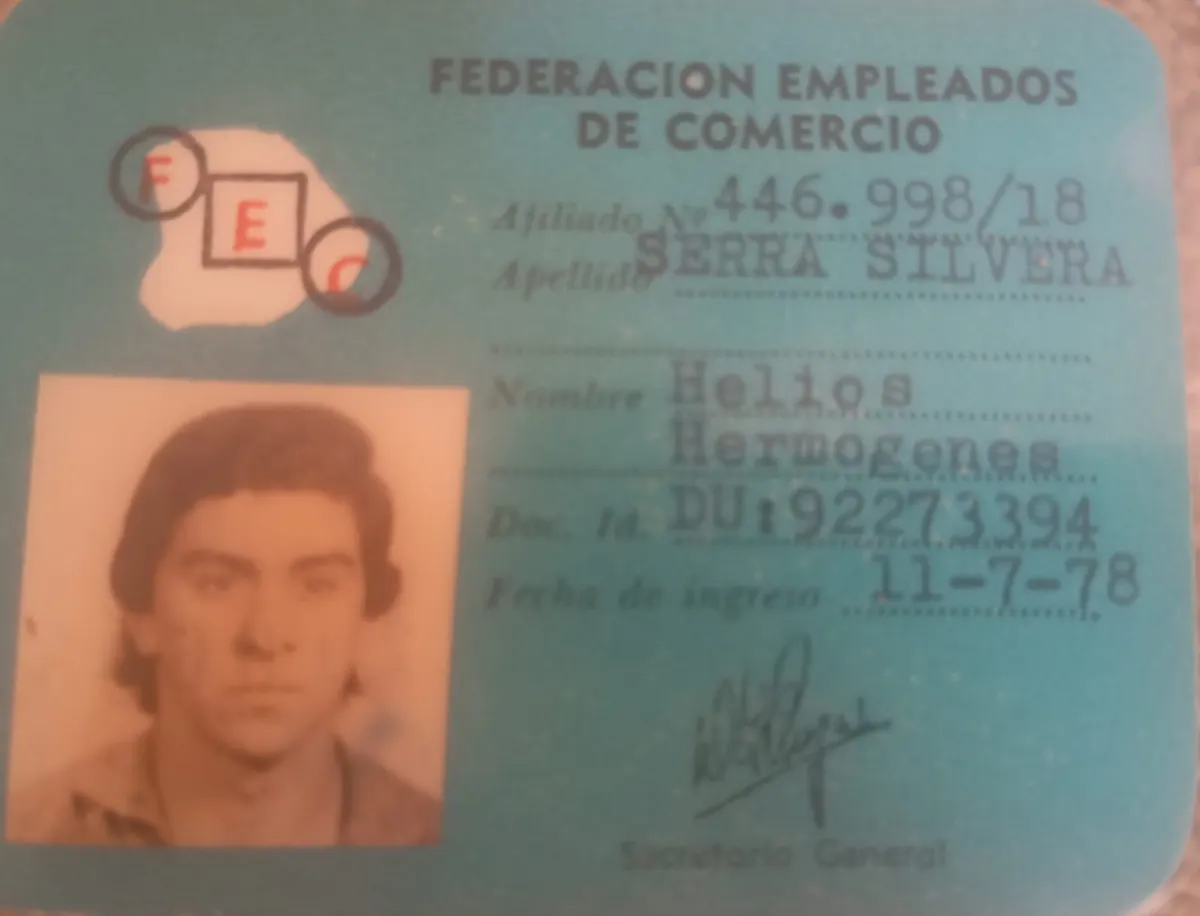 FEDERACION EMPLEADOS
DE COMERCIO
F
E
C
Afiliado Nº 446.998/18
Apellido SERRA SILVERA
Nombre Helios
Hermogenes
Doc. Id. DU:92273394
Fecha de ingreso 11-7-78
Secretario General